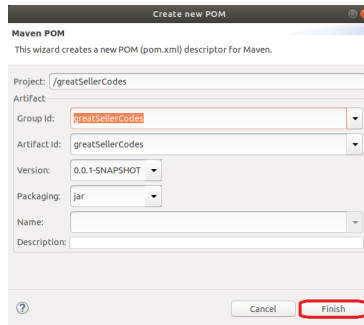 Create new POM
Maven POM
This wizard creates a new POM (pom.xml) descriptor for Maven.
Project: /greatSellerCodes
Artifact
Group Id: greatSellerCodes
Artifact Id: greatSellerCodes
Version: 0.0.1-SNAPSHOT
Packaging: jar
Name:
Description:
? Cancel Finish